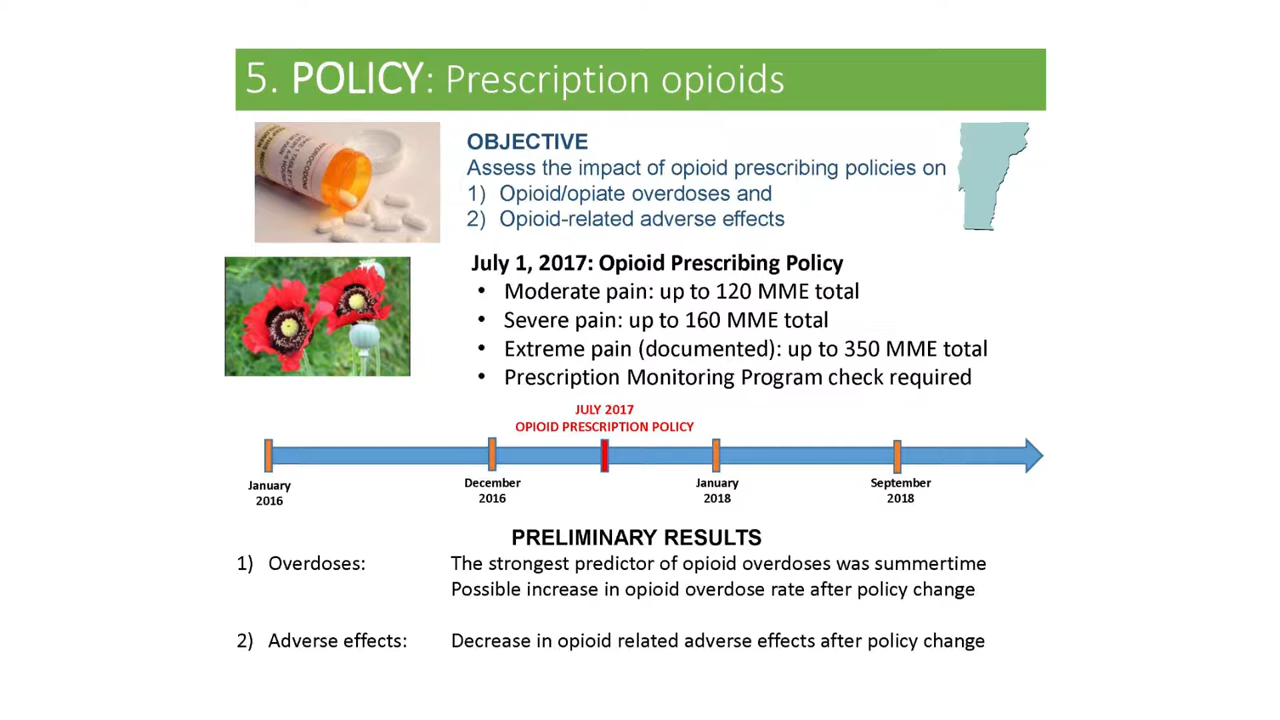 5. POLICY: Prescription opioids
OBJECTIVE
Assess the impact of opioid prescribing policies on
1) Opioid/opiate overdoses and
2) Opioid-related adverse effects
July 1, 2017: Opioid Prescribing Policy
• Moderate pain: up to 120 MME total
• Severe pain: up to 160 MME total
• Extreme pain (documented): up to 350 MME total
• Prescription Monitoring Program check required
JULY 2017
OPIOID PRESCRIPTION POLICY
January
2016
December
2016
January
2018
September
2018
PRELIMINARY RESULTS
1) Overdoses: The strongest predictor of opioid overdoses was summertime
Possible increase in opioid overdose rate after policy change
2) Adverse effects: Decrease in opioid related adverse effects after policy change